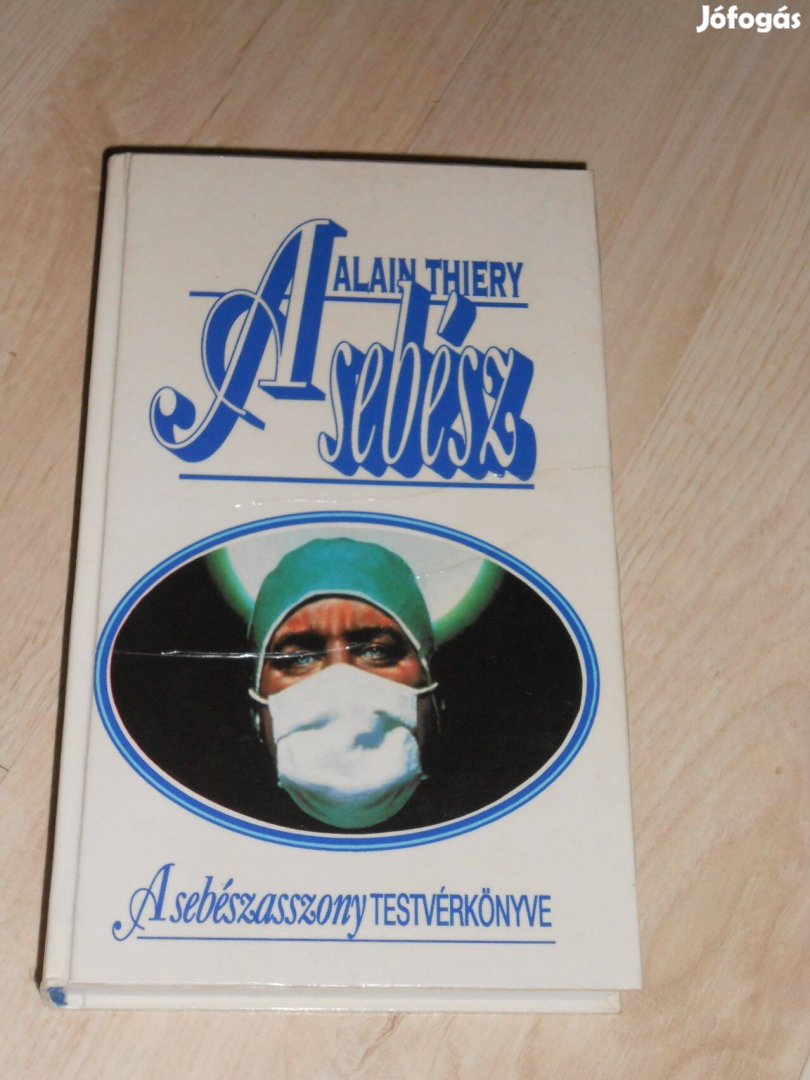 Jófogás
ALAIN THIERY
A sebész
A sebészasszony TESTVÉRKÖNYVE